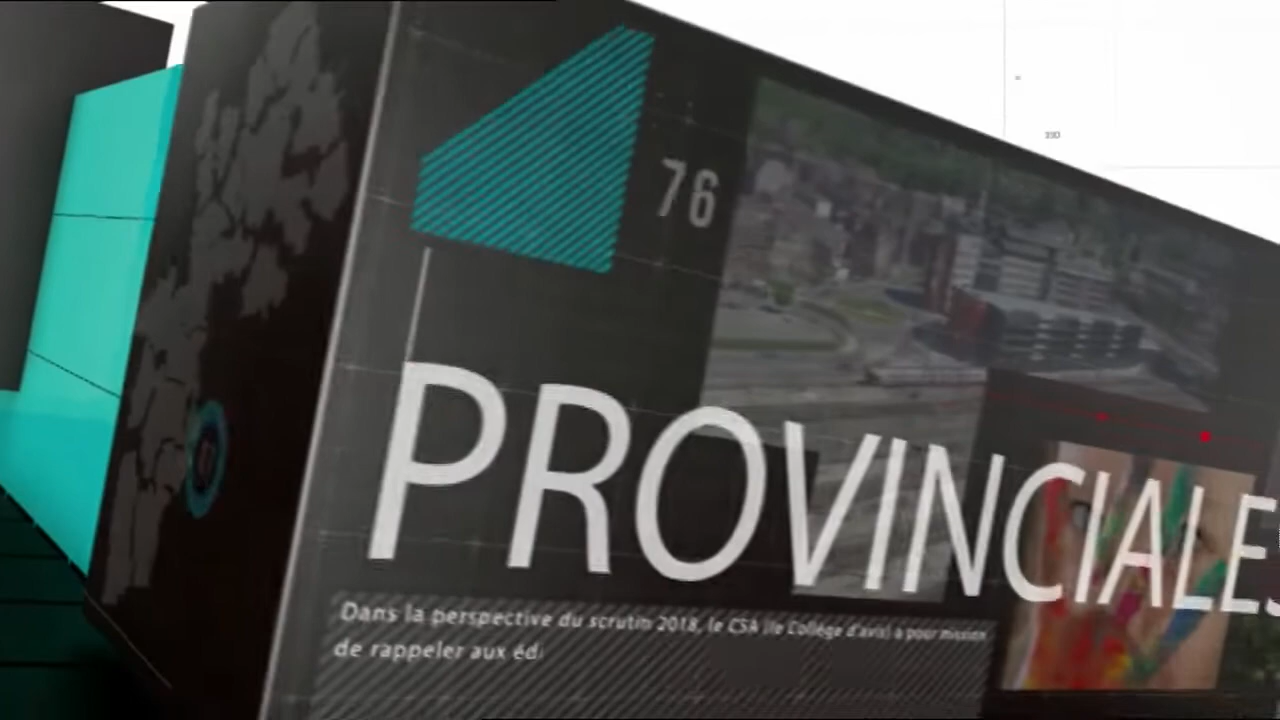 76
PROVINCIALES
Dans la perspective du scrutin 2018, le CSA (le Collège d'avis) a pour mission
de rappeler aux édi